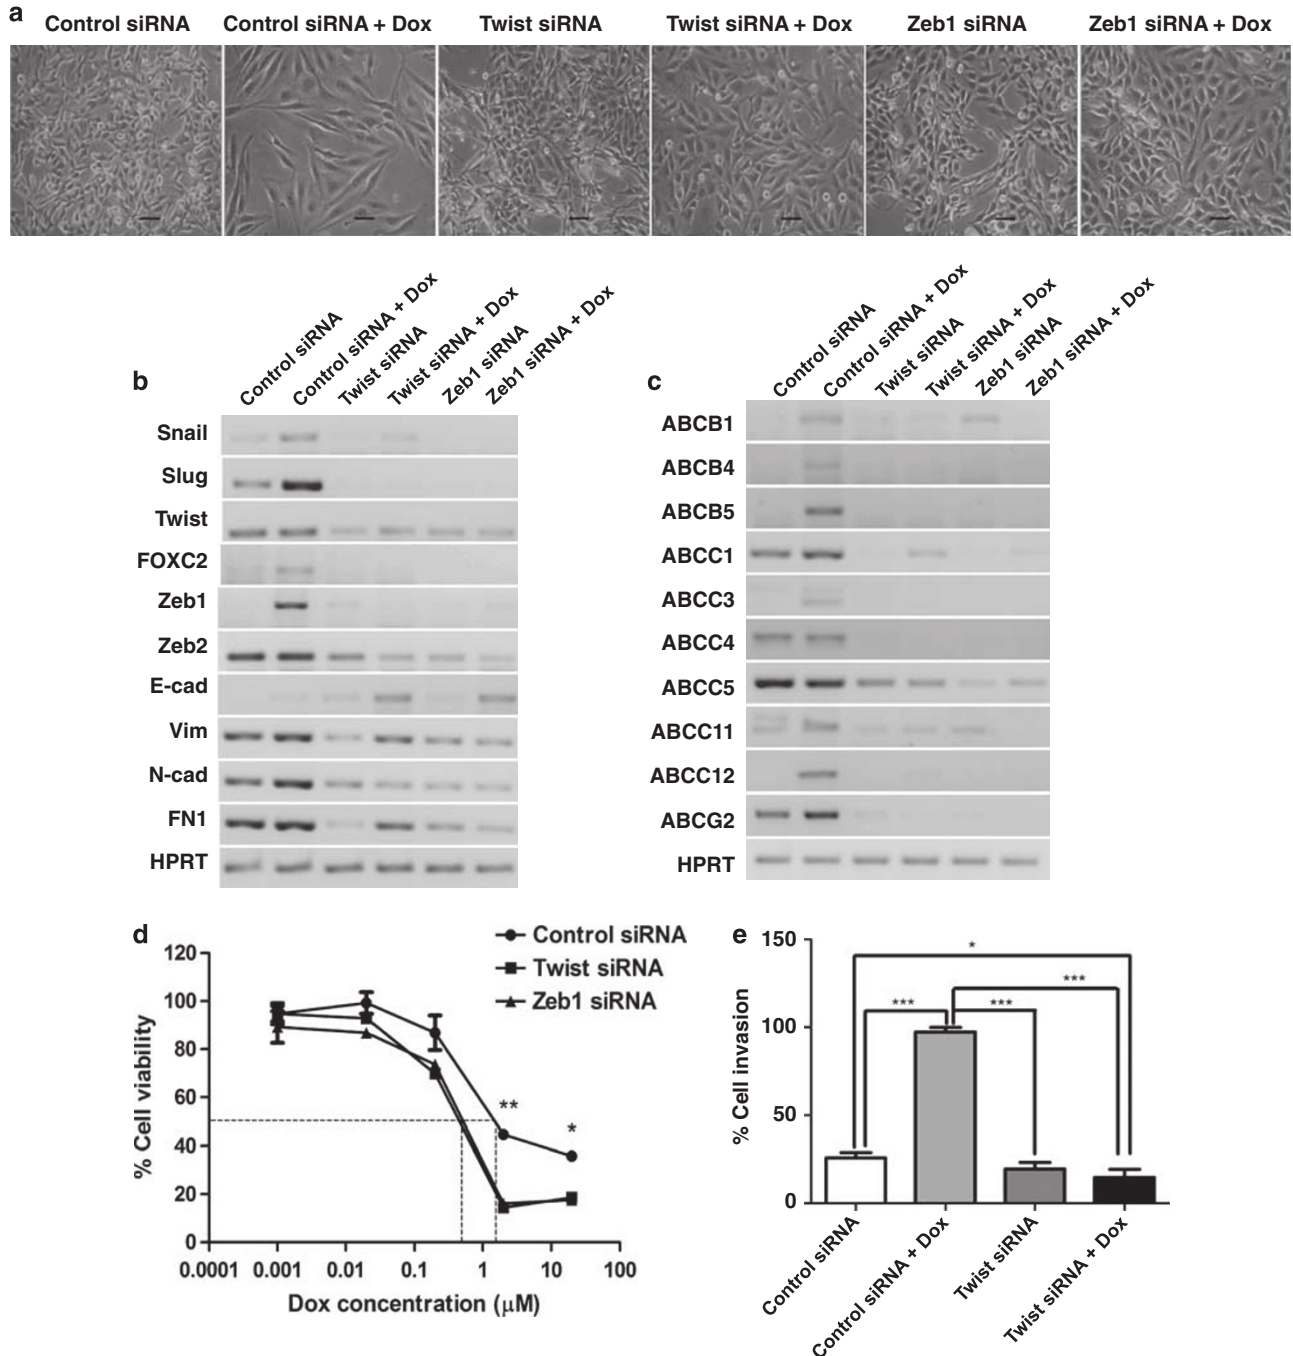 a
Control siRNA
Control siRNA + Dox
Twist siRNA
Twist siRNA + Dox
Zeb1 siRNA
Zeb1 siRNA + Dox
b
Control siRNA
Control siRNA + Dox
Twist siRNA
Twist siRNA + Dox
Zeb1 siRNA
Zeb1 siRNA + Dox
Snail
Slug
Twist
FOXC2
Zeb1
Zeb2
E-cad
Vim
N-cad
FN1
HPRT
c
Control siRNA
Control siRNA + Dox
Twist siRNA
Twist siRNA + Dox
Zeb1 siRNA
Zeb1 siRNA + Dox
ABCB1
ABCB4
ABCB5
ABCC1
ABCC3
ABCC4
ABCC5
ABCC11
ABCC12
ABCG2
HPRT
d
Control siRNA
Twist siRNA
Zeb1 siRNA
% Cell viability
120
100
80
60
40
20
0
**
*
0.0001 0.001 0.01 0.1 1 10 100
Dox concentration (μM)
e
% Cell invasion
150
100
50
0
*
***
***
***
Control siRNA
Control siRNA + Dox
Twist siRNA
Twist siRNA + Dox